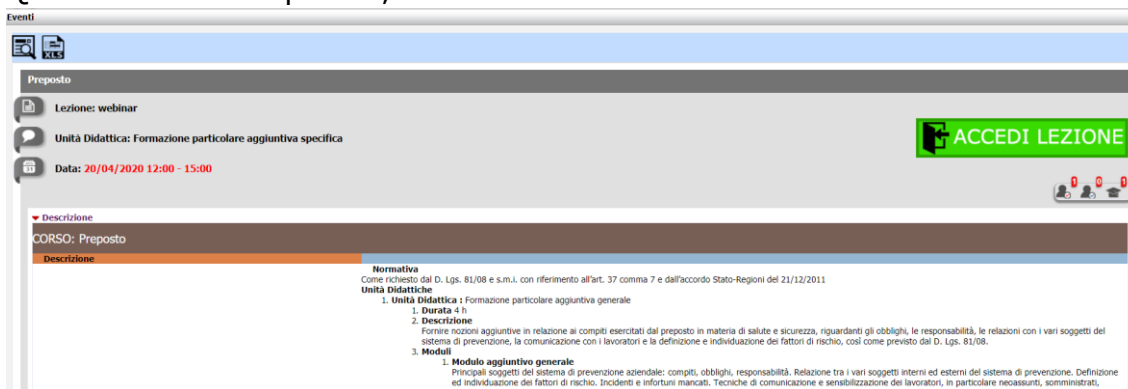 Eventi
XLS
Preposto
Lezione: webinar
Unità Didattica: Formazione particolare aggiuntiva specifica
ACCEDI LEZIONE
Data: 20/04/2020 12:00 - 15:00
1 0 1
Descrizione
CORSO: Preposto
Descrizione
Normativa
Come richiesto dal D. Lgs. 81/08 e s.m.i. con riferimento all'art. 37 comma 7 e dall'accordo Stato-Regioni del 21/12/2011
Unità Didattiche
1. Unità Didattica : Formazione particolare aggiuntiva generale
1. Durata 4 h
2. Descrizione
Fornire nozioni aggiuntive in relazione ai compiti esercitati dal preposto in materia di salute e sicurezza, riguardanti gli obblighi, le responsabilità, le relazioni con i vari soggetti del
sistema di prevenzione, la comunicazione con i lavoratori e la definizione e individuazione dei fattori di rischio, così come previsto dal D. Lgs. 81/08.
3. Moduli
1. Modulo aggiuntivo generale
Principali soggetti del sistema di prevenzione aziendale: compiti, obblighi, responsabilità. Relazione tra i vari soggetti interni ed esterni del sistema di prevenzione. Definizione
ed individuazione dei fattori di rischio. Incidenti e infortuni mancati. Tecniche di comunicazione e sensibilizzazione dei lavoratori, in particolare neoassunti, somministrati,